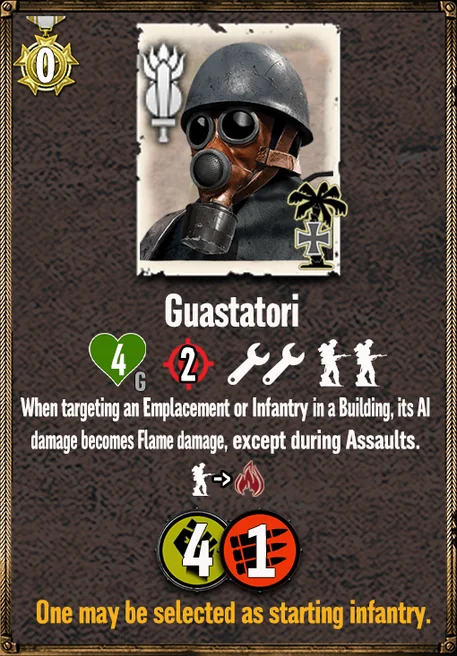 0
Guastatori
4 G 2
When targeting an Emplacement or Infantry in a Building, its AI
damage becomes Flame damage, except during Assaults.
4 1
One may be selected as starting infantry.